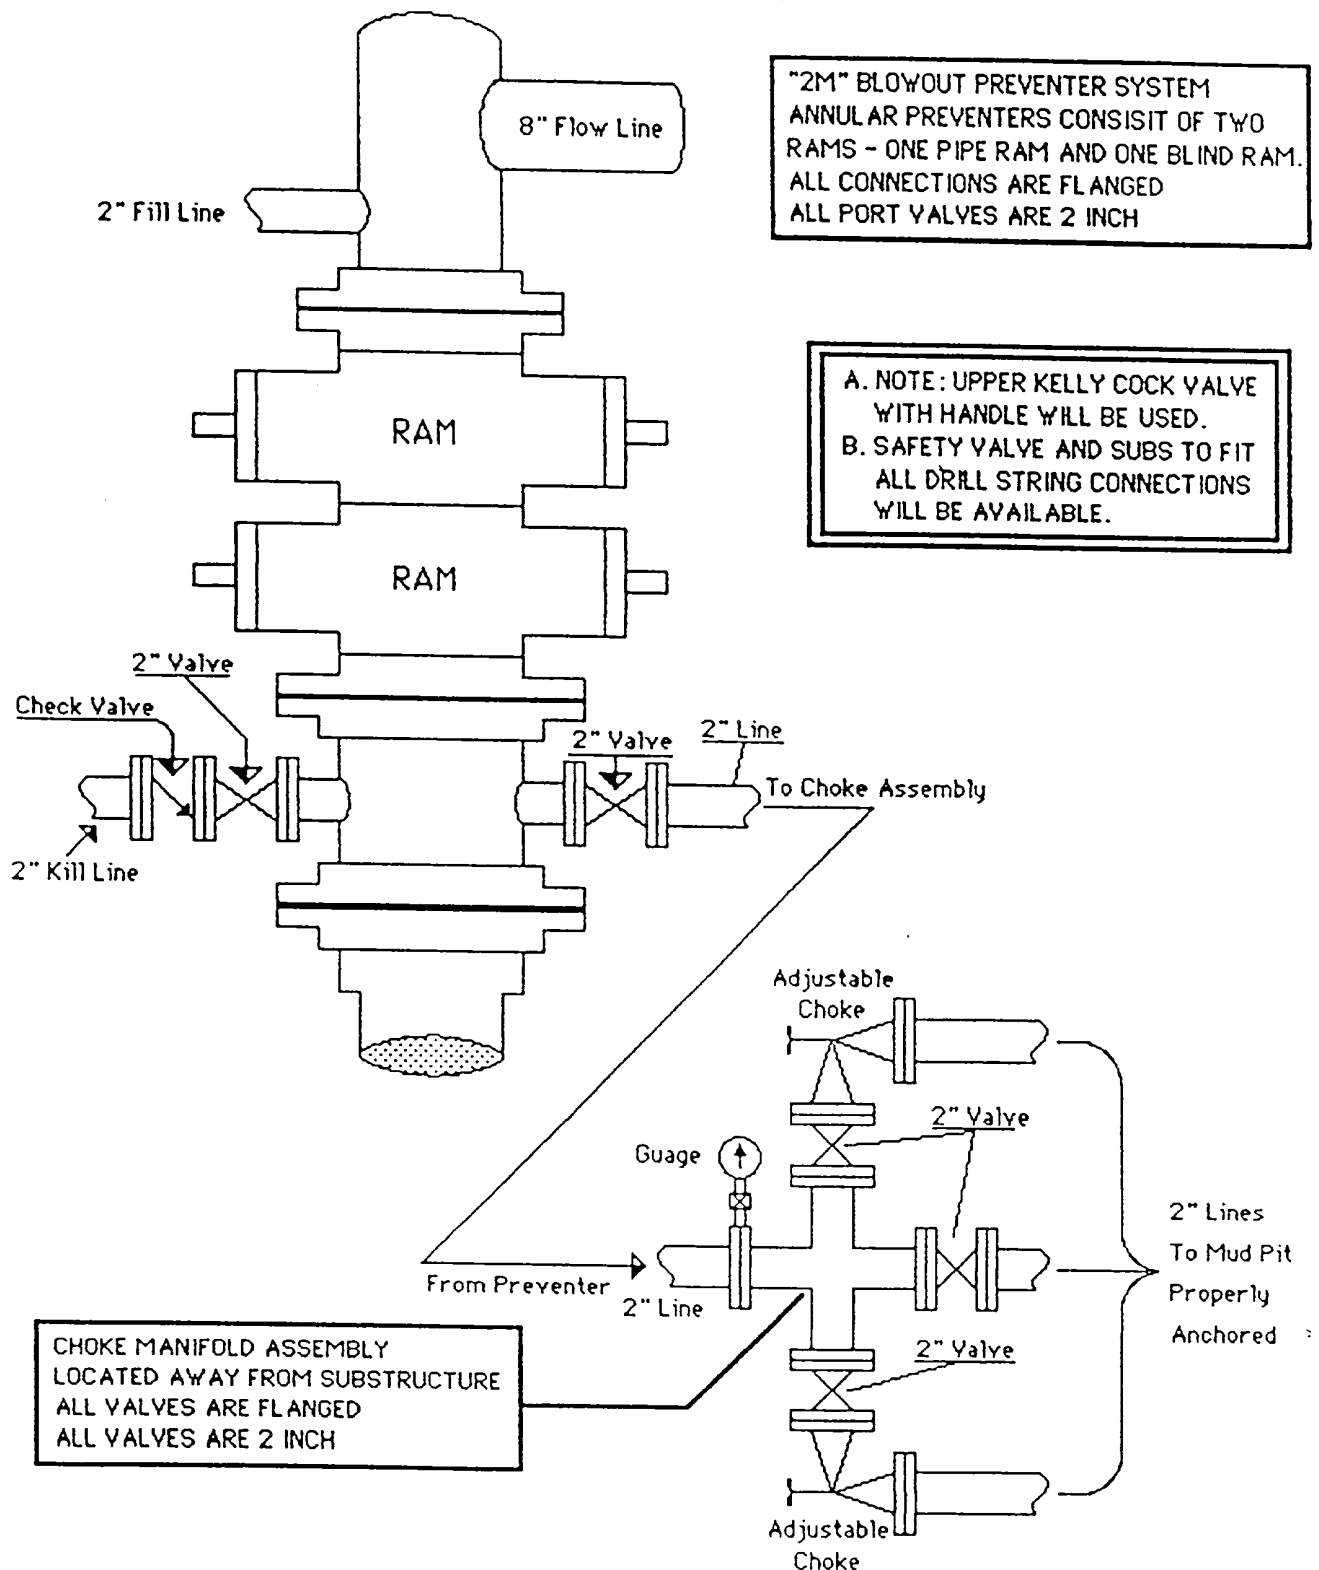 "2M" BLOWOUT PREVENTER SYSTEM
ANNULAR PREVENTERS CONSISIT OF TWO
RAMS - ONE PIPE RAM AND ONE BLIND RAM.
ALL CONNECTIONS ARE FLANGED
ALL PORT VALVES ARE 2 INCH
8" Flow Line
2" Fill Line
A. NOTE: UPPER KELLY COCK VALVE
WITH HANDLE WILL BE USED.
B. SAFETY VALVE AND SUBS TO FIT
ALL DRILL STRING CONNECTIONS
WILL BE AVAILABLE.
RAM
RAM
2" Valve
Check Valve
2" Kill Line
2" Valve
2" Line
To Choke Assembly
Adjustable
Choke
2" Valve
Guage
From Preventer
2" Line
2" Lines
To Mud Pit
Properly
Anchored
2" Valve
CHOKE MANIFOLD ASSEMBLY
LOCATED AWAY FROM SUBSTRUCTURE
ALL VALVES ARE FLANGED
ALL VALVES ARE 2 INCH
Adjustable
Choke